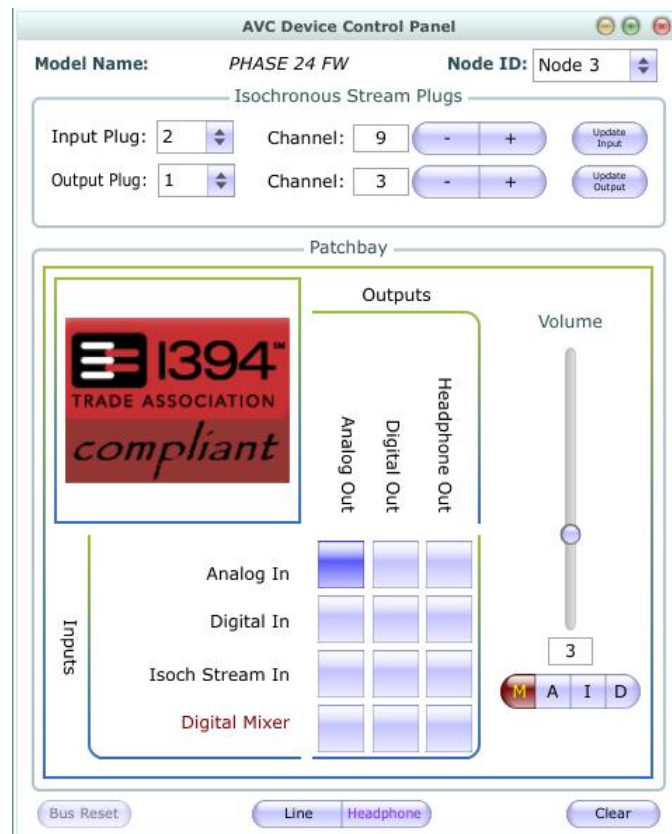 AVC Device Control Panel
Model Name: PHASE 24 FW Node ID: Node 3
Isochronous Stream Plugs
Input Plug: 2 Channel: 9 - + Update Input
Output Plug: 1 Channel: 3 - + Update Output
Patchbay
1394 SM
TRADE ASSOCIATION
compliant
Outputs
Analog Out
Digital Out
Headphone Out
Volume
Inputs
Analog In
Digital In
Isoch Stream In
Digital Mixer
3
M A I D
Bus Reset Line Headphone Clear